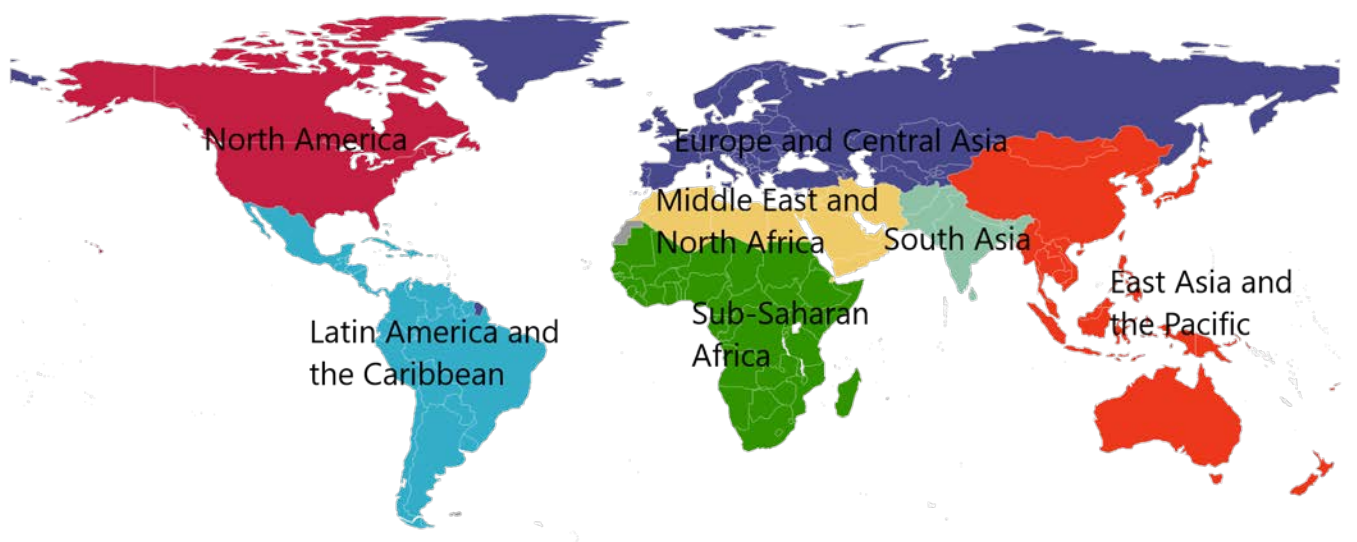 North America
Europe and Central Asia
Middle East and
North Africa
South Asia
East Asia and
the Pacific
Sub-Saharan
Africa
Latin America and
the Caribbean